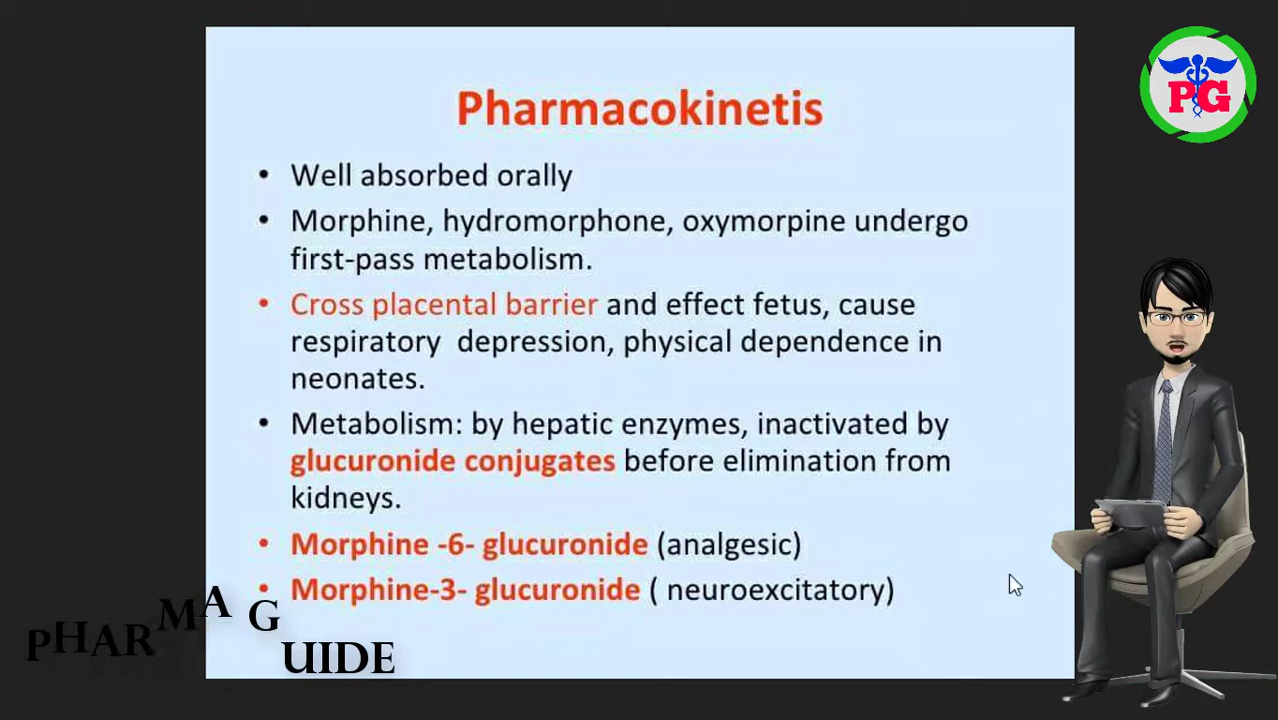 PG
Pharmacokinetis
• Well absorbed orally
• Morphine, hydromorphone, oxymorpine undergo
first-pass metabolism.
• Cross placental barrier and effect fetus, cause
respiratory depression, physical dependence in
neonates.
• Metabolism: by hepatic enzymes, inactivated by
glucuronide conjugates before elimination from
kidneys.
• Morphine -6- glucuronide (analgesic)
• Morphine-3- glucuronide ( neuroexcitatory)
PHARMA G
UIDE